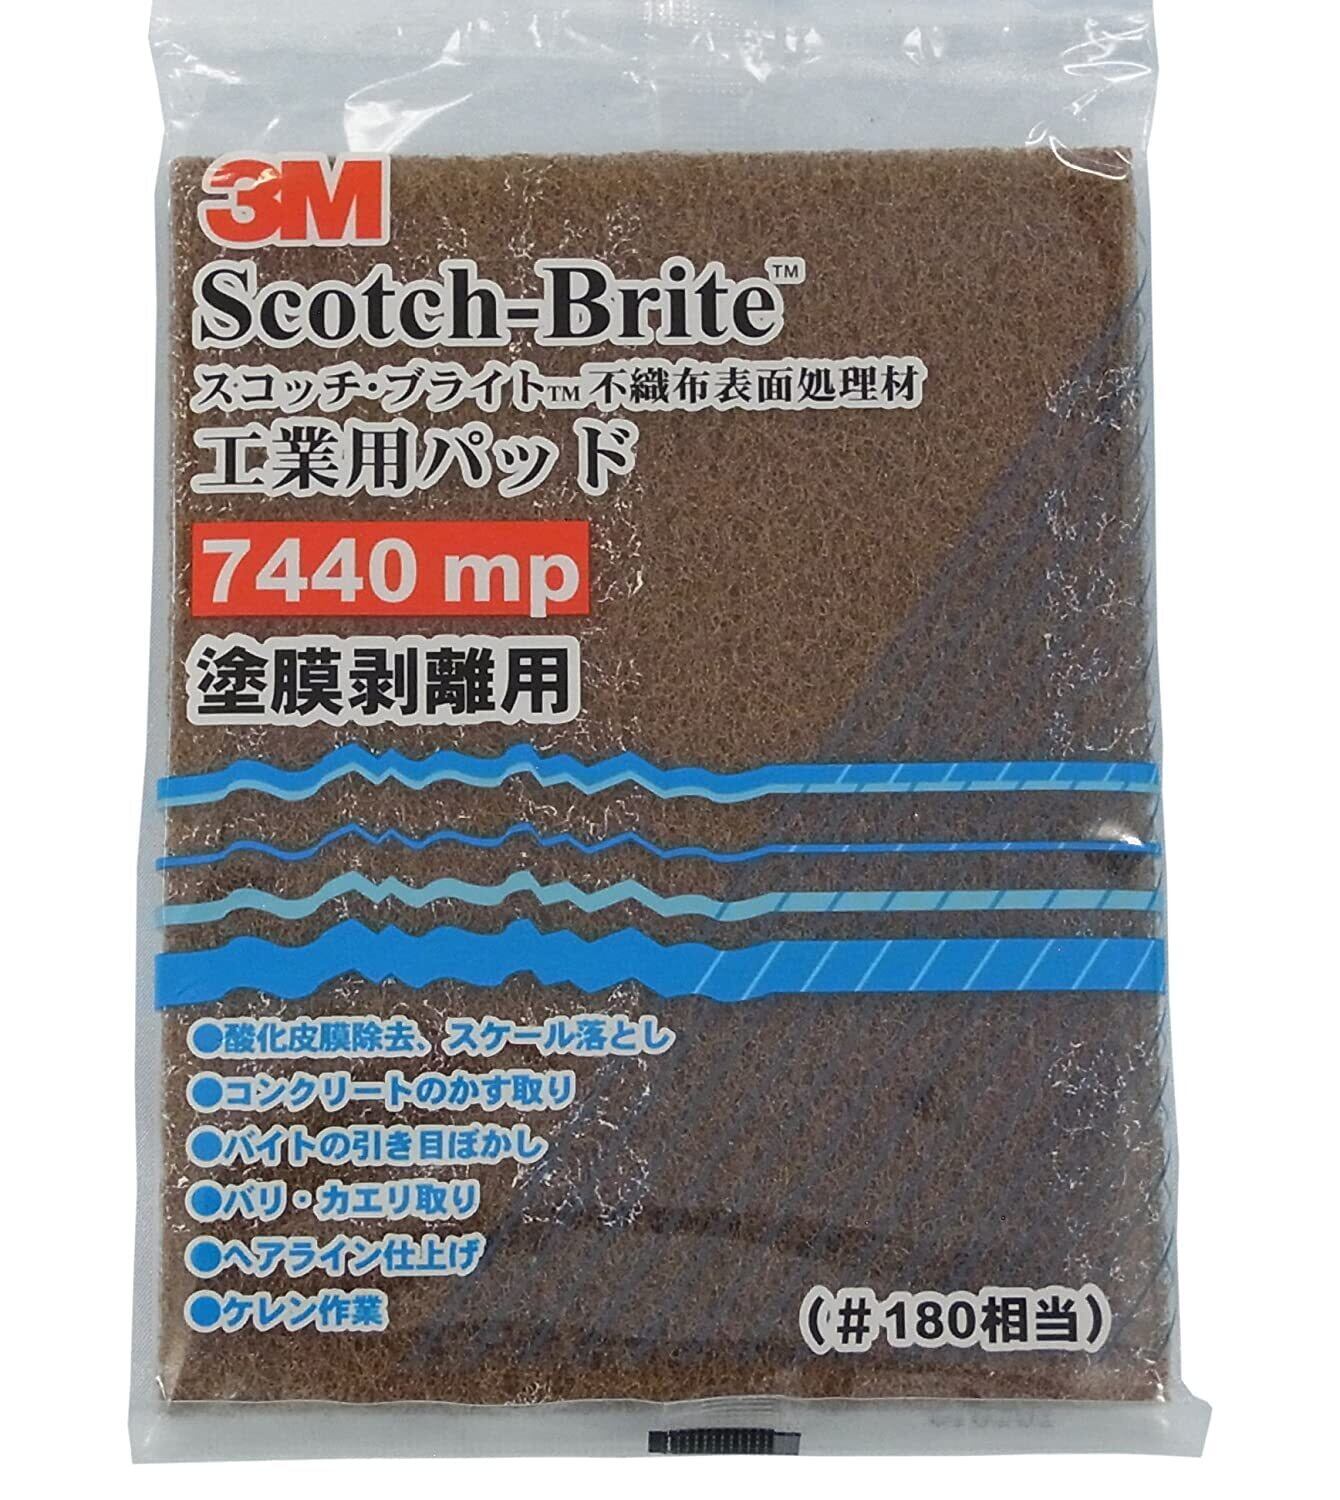 3M
Scotch-Brite™
スコッチ・ブライト™ 不織布表面処理材
工業用パッド
7440 mp
塗膜剥離用
●酸化皮膜除去、スケール落とし
●コンクリートのかす取り
●バイトの引き目ぼかし
●バリ・カエリ取り
●ヘアライン仕上げ
●ケレン作業
(#180相当)